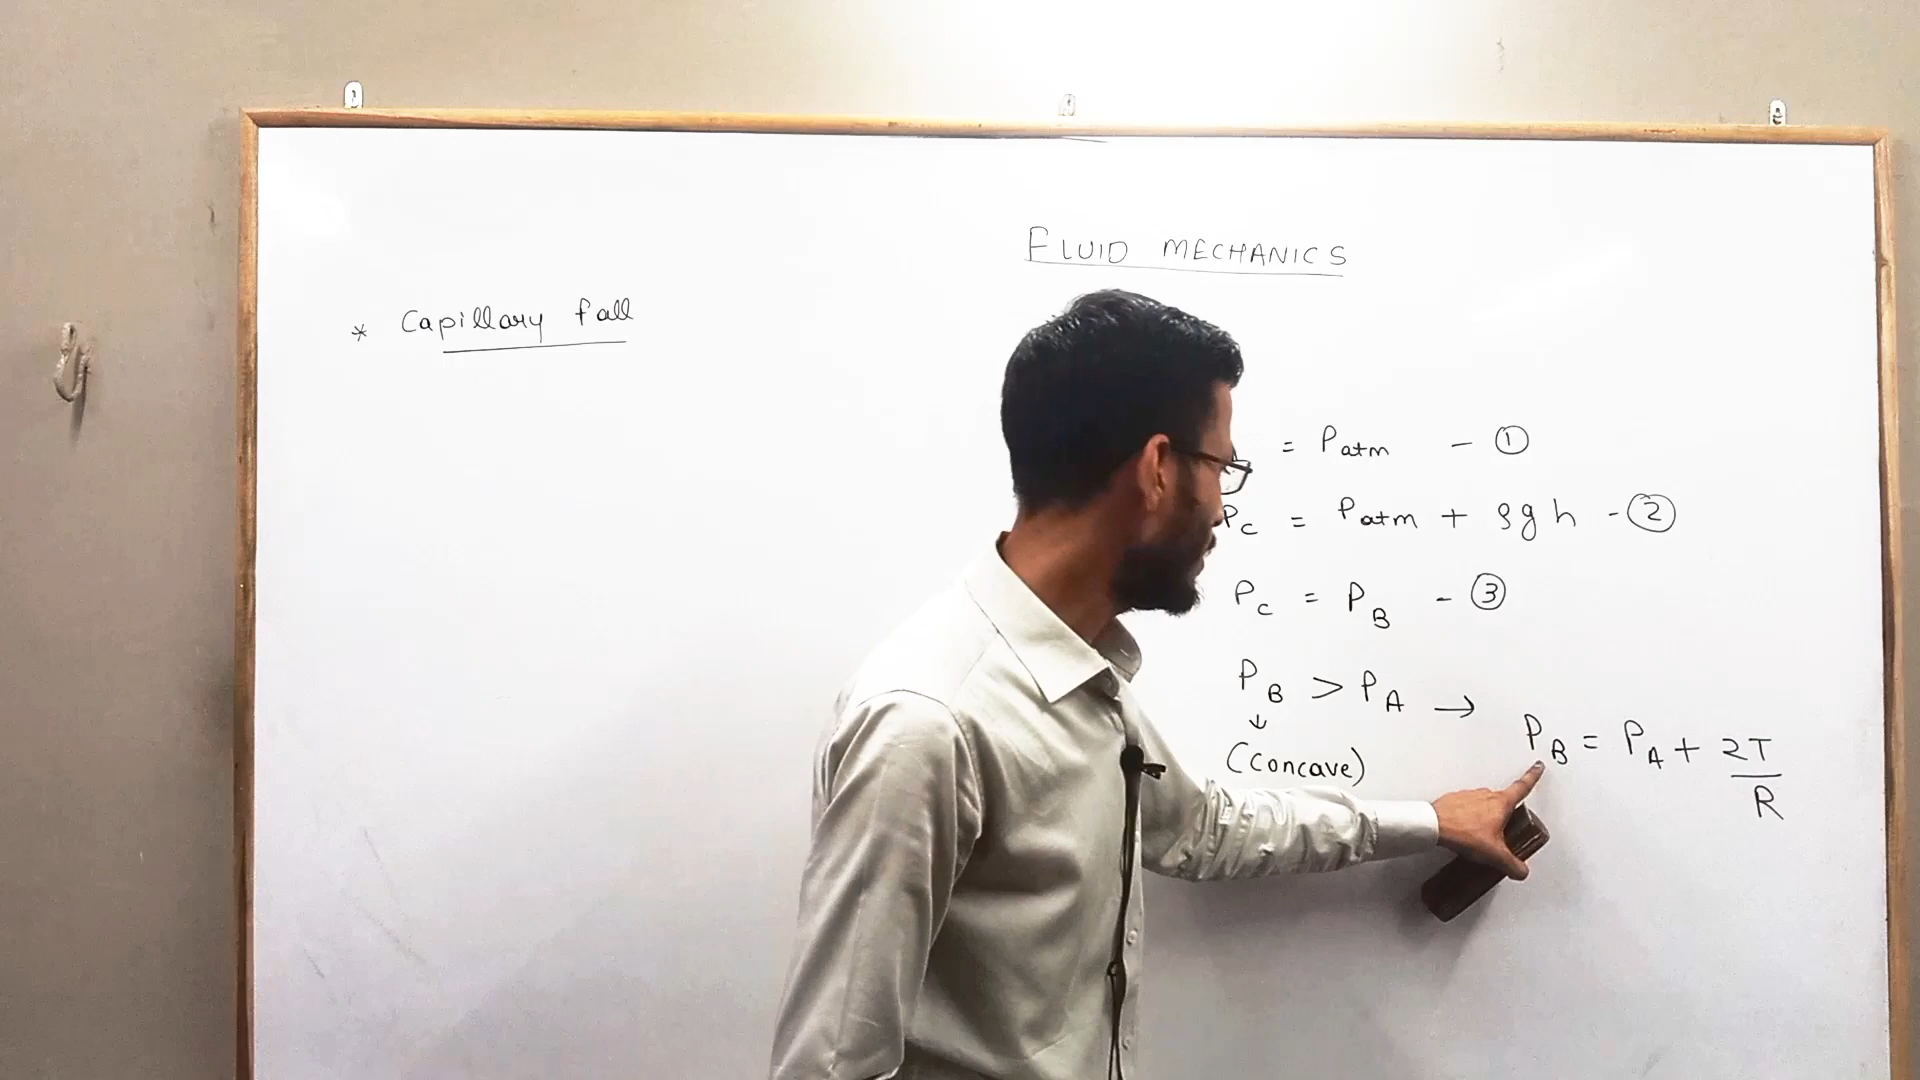 FLUID MECHANICS
* Capillary fall
= Patm - ①
Pc = Patm + ρgh - ②
Pc = PB - ③
PB > PA →
↓
(concave)
PB = PA + 2T
R